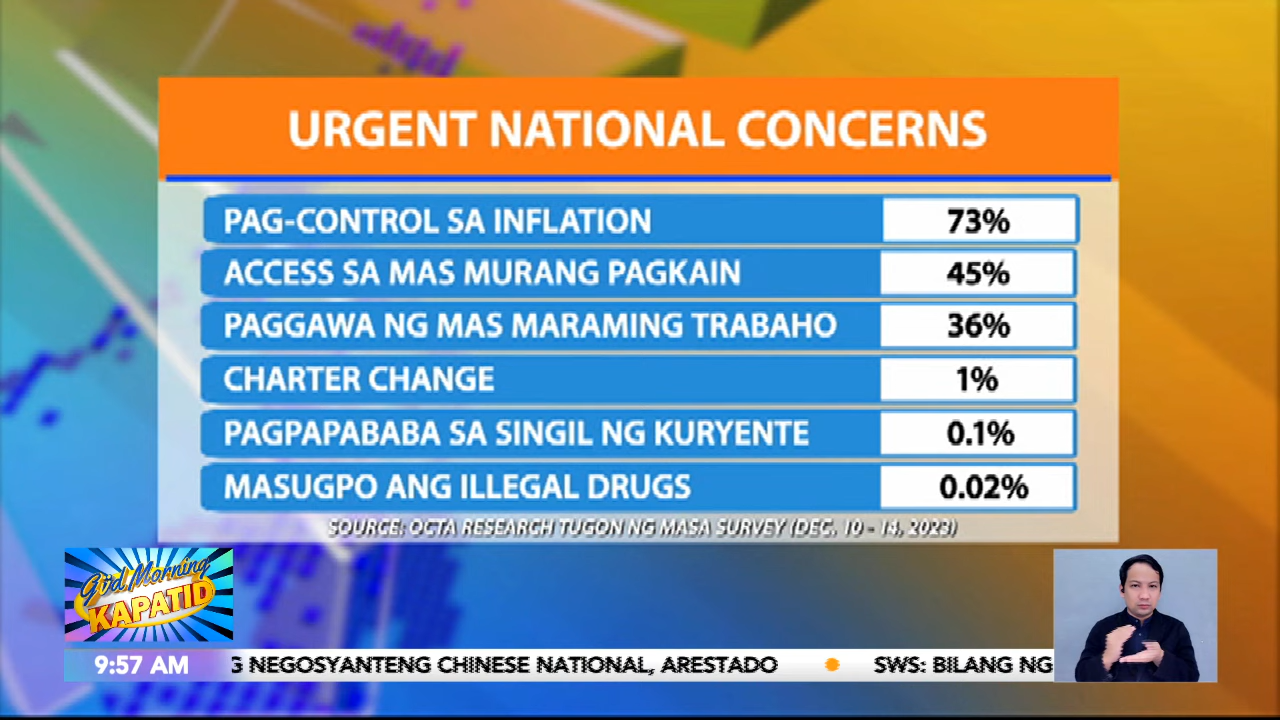 URGENT NATIONAL CONCERNS
PAG-CONTROL SA INFLATION 73%
ACCESS SA MAS MURANG PAGKAIN 45%
PAGGAWA NG MAS MARAMING TRABAHO 36%
CHARTER CHANGE 1%
PAGPAPABABA SA SINGIL NG KURYENTE 0.1%
MASUGPO ANG ILLEGAL DRUGS 0.02%
SOURCE: OCTA RESEARCH TUGON NG MASA SURVEY (DEC. 10 - 14, 2023)
Gŭd Morning
KAPATID
9:57 AM G NEGOSYANTENG CHINESE NATIONAL, ARESTADO SWS: BILANG NG